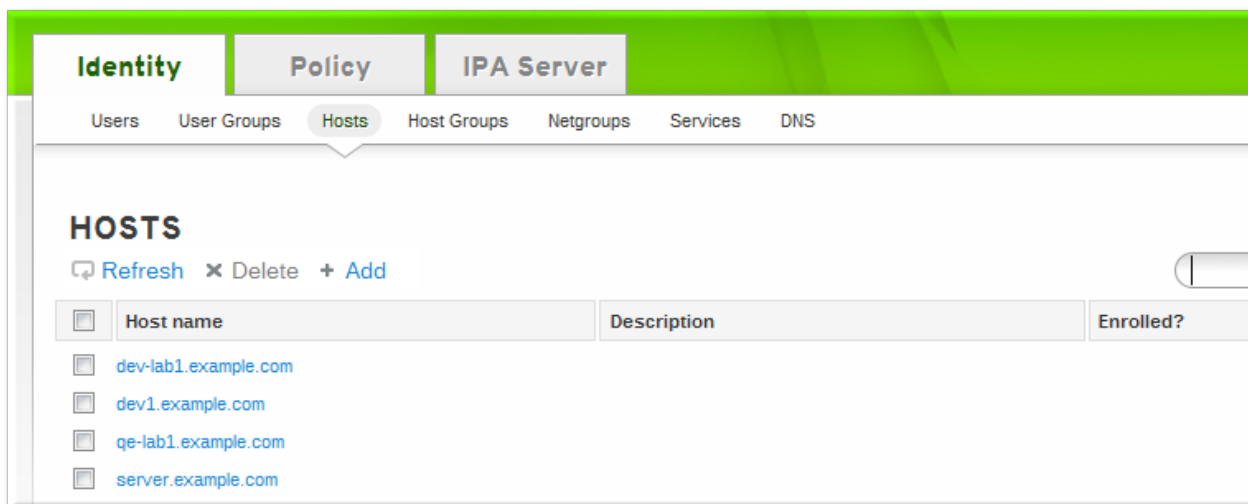 Identity Policy IPA Server
Users User Groups Hosts Host Groups Netgroups Services DNS
HOSTS
Refresh Delete + Add
Host name Description Enrolled?
dev-lab1.example.com
dev1.example.com
qe-lab1.example.com
server.example.com